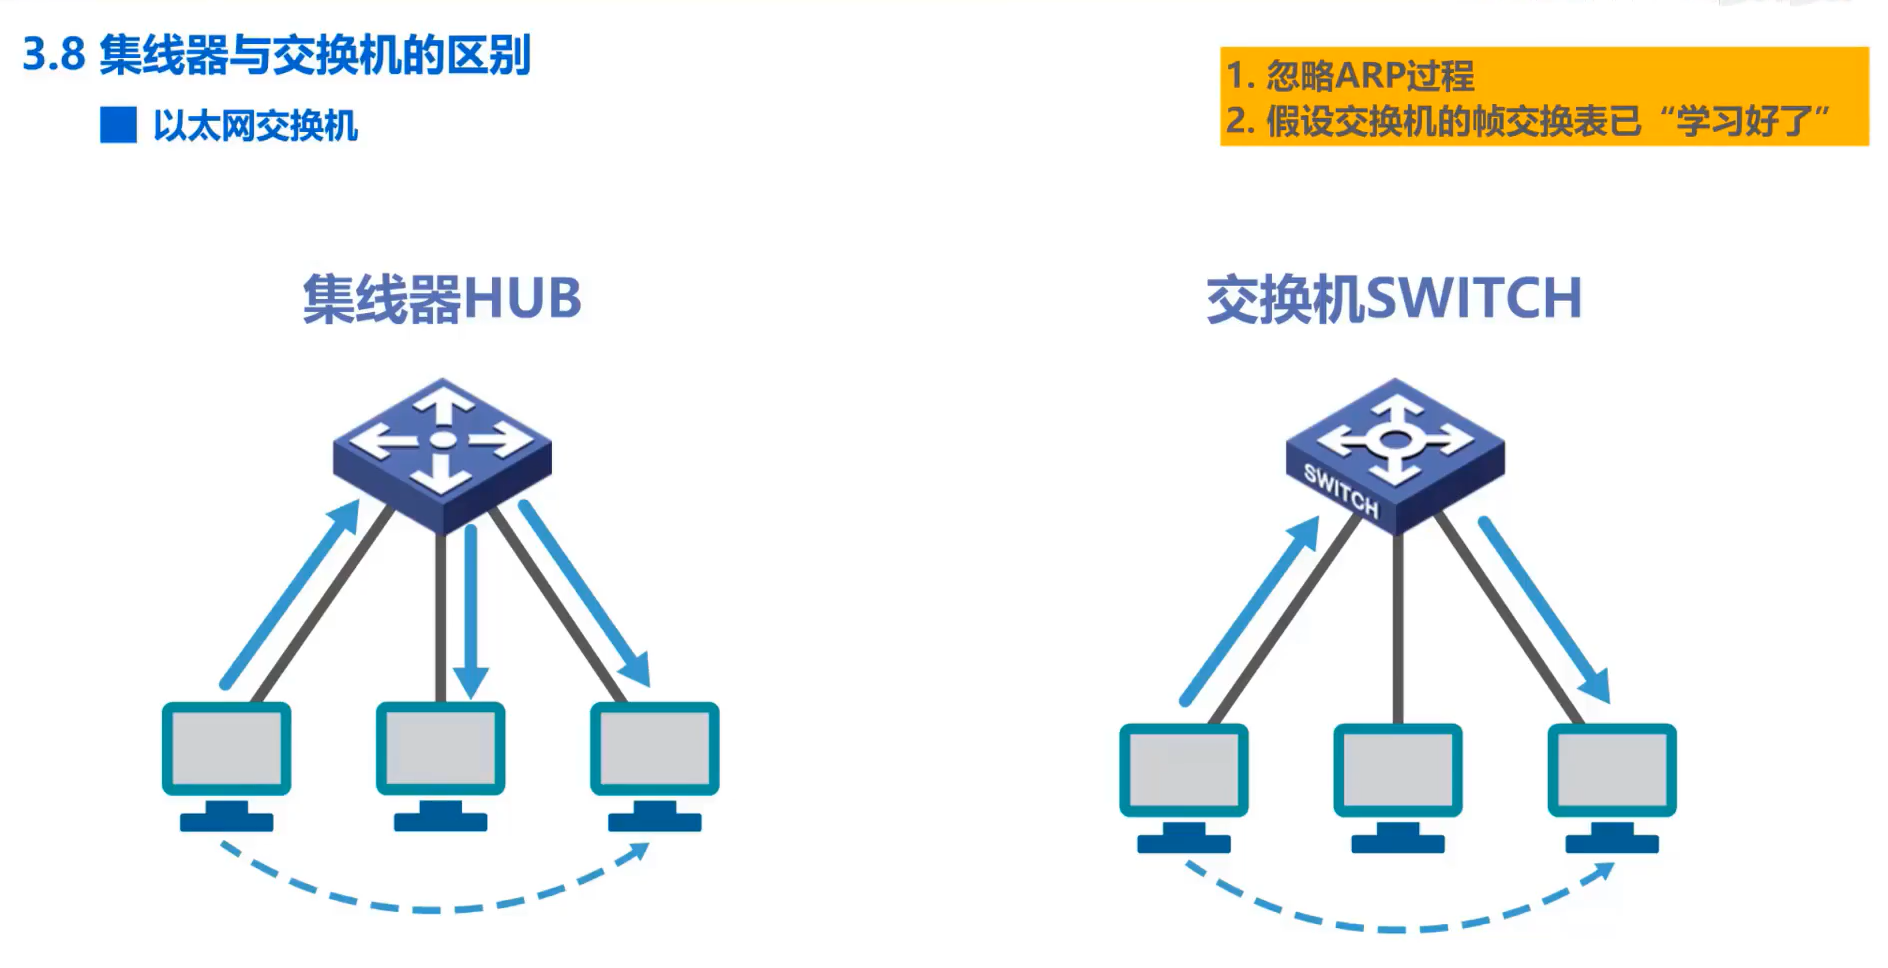 3.8 集线器与交换机的区别
以太网交换机
1. 忽略ARP过程
2. 假设交换机的帧交换表已“学习好了”
集线器HUB
交换机SWITCH
SWITCH